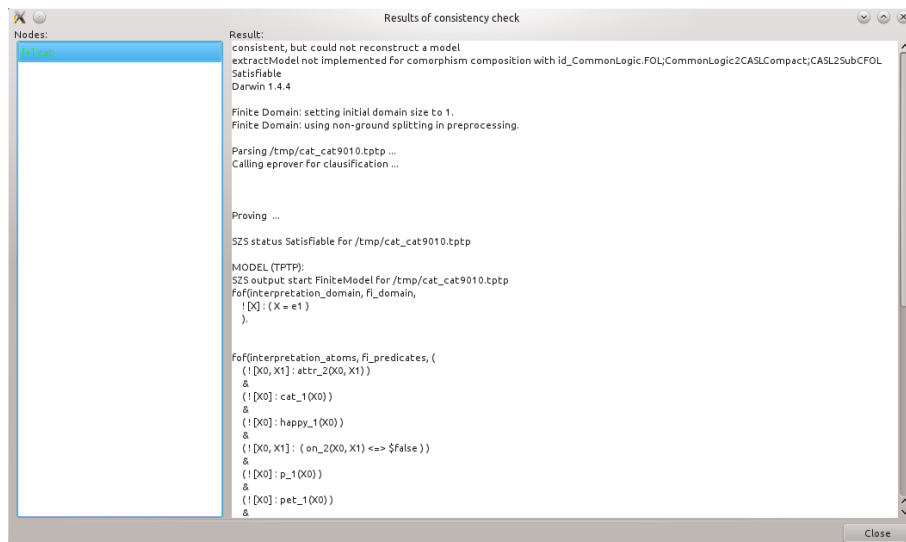 Results of consistency check
Nodes:
Result:
[+] cat
consistent, but could not reconstruct a model
extractModel not implemented for comorphism composition with id_CommonLogic.FOL;CommonLogic2CASLCompact;CASL2SubCFOL
Satisfiable
Darwin 1.4.4
Finite Domain: setting initial domain size to 1.
Finite Domain: using non-ground splitting in preprocessing.
Parsing /tmp/cat_cat9010.tptp ...
Calling eprover for clausification ...
Proving ...
SZS status Satisfiable for /tmp/cat_cat9010.tptp
MODEL (TPTP):
SZS output start FiniteModel for /tmp/cat_cat9010.tptp
fof(interpretation_domain, fi_domain,
! [X] : ( X = e1 )
).
fof(interpretation_atoms, fi_predicates, (
( ! [X0, X1] : attr_2(X0, X1) )
&
( ! [X0] : cat_1(X0) )
&
( ! [X0] : happy_1(X0) )
&
( ! [X0, X1] : ( on_2(X0, X1) <=> $false ) )
&
( ! [X0] : p_1(X0) )
&
( ! [X0] : pet_1(X0) )
&
Close